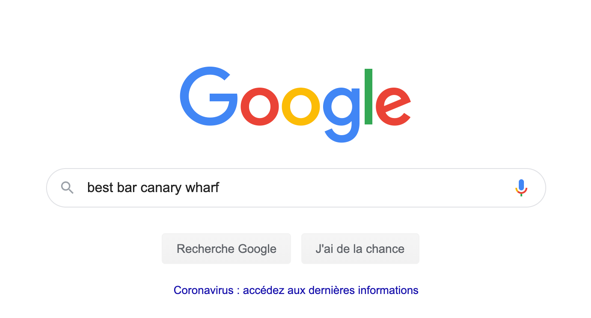 Google
best bar canary wharf
Recherche Google J'ai de la chance
Coronavirus : accédez aux dernières informations